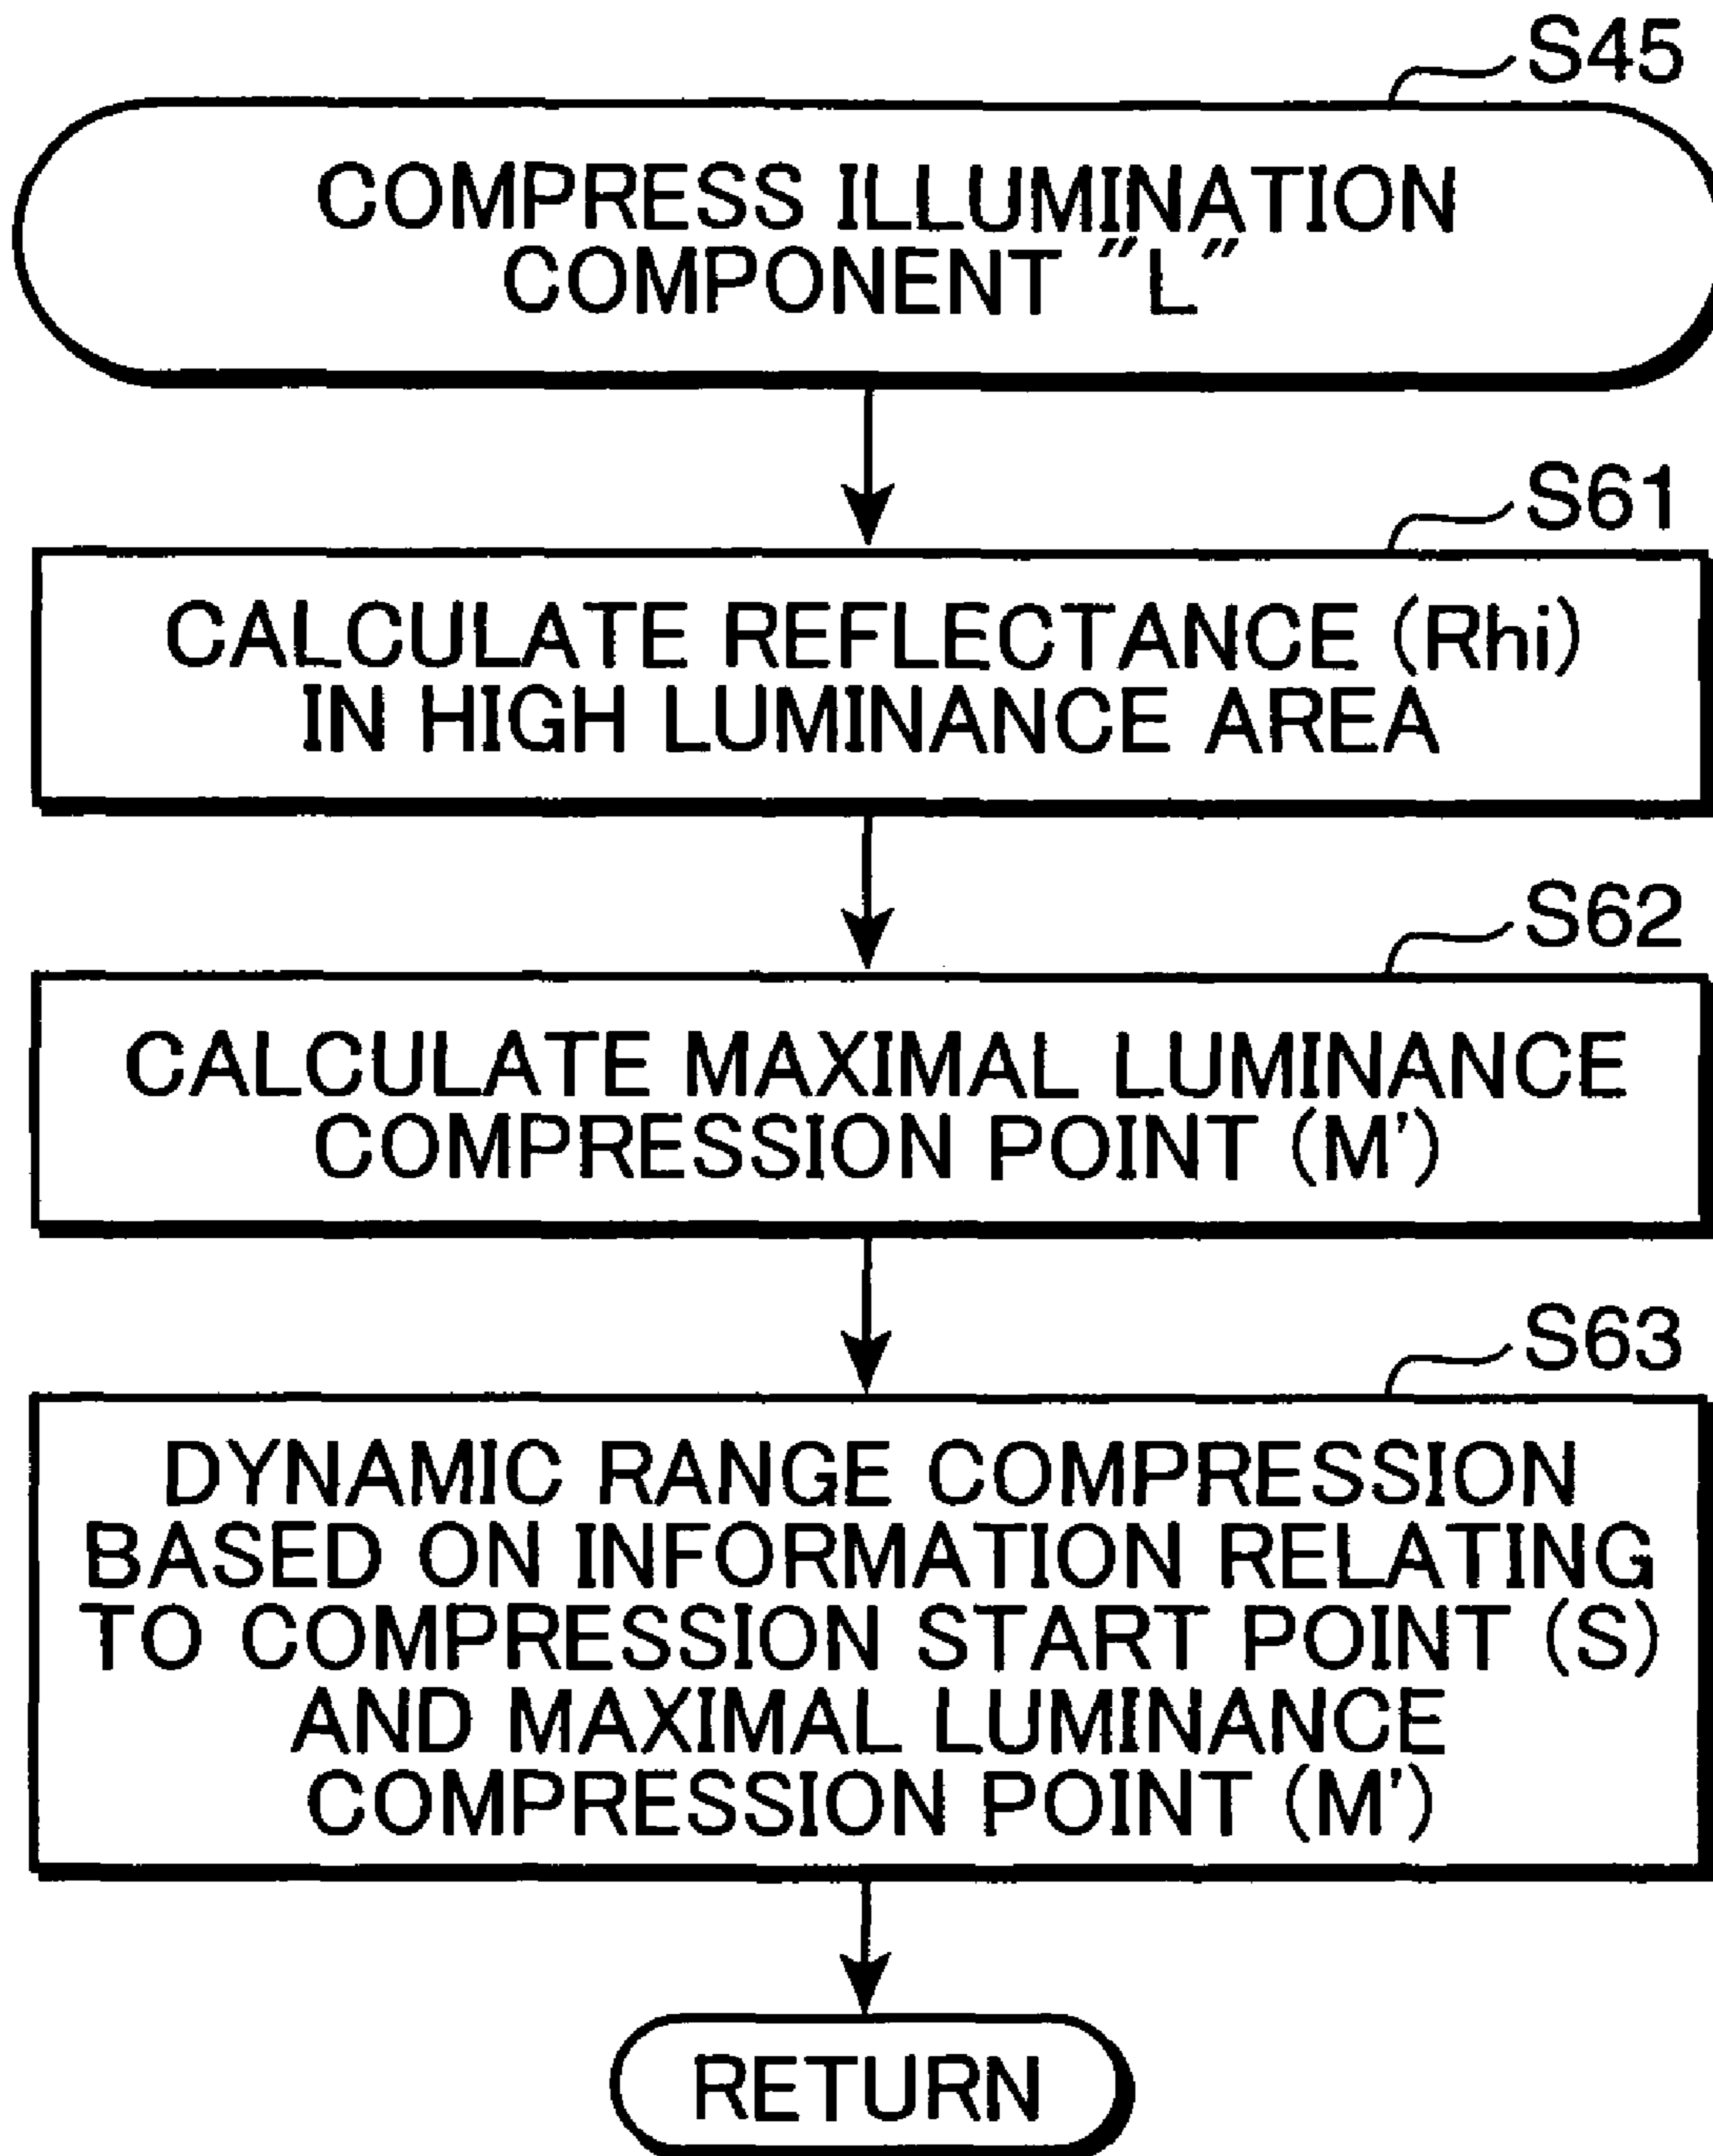 S45
COMPRESS ILLUMINATION
COMPONENT "L"
S61
CALCULATE REFLECTANCE (Rhi)
IN HIGH LUMINANCE AREA
S62
CALCULATE MAXIMAL LUMINANCE
COMPRESSION POINT (M')
S63
DYNAMIC RANGE COMPRESSION
BASED ON INFORMATION RELATING
TO COMPRESSION START POINT (S)
AND MAXIMAL LUMINANCE
COMPRESSION POINT (M')
RETURN